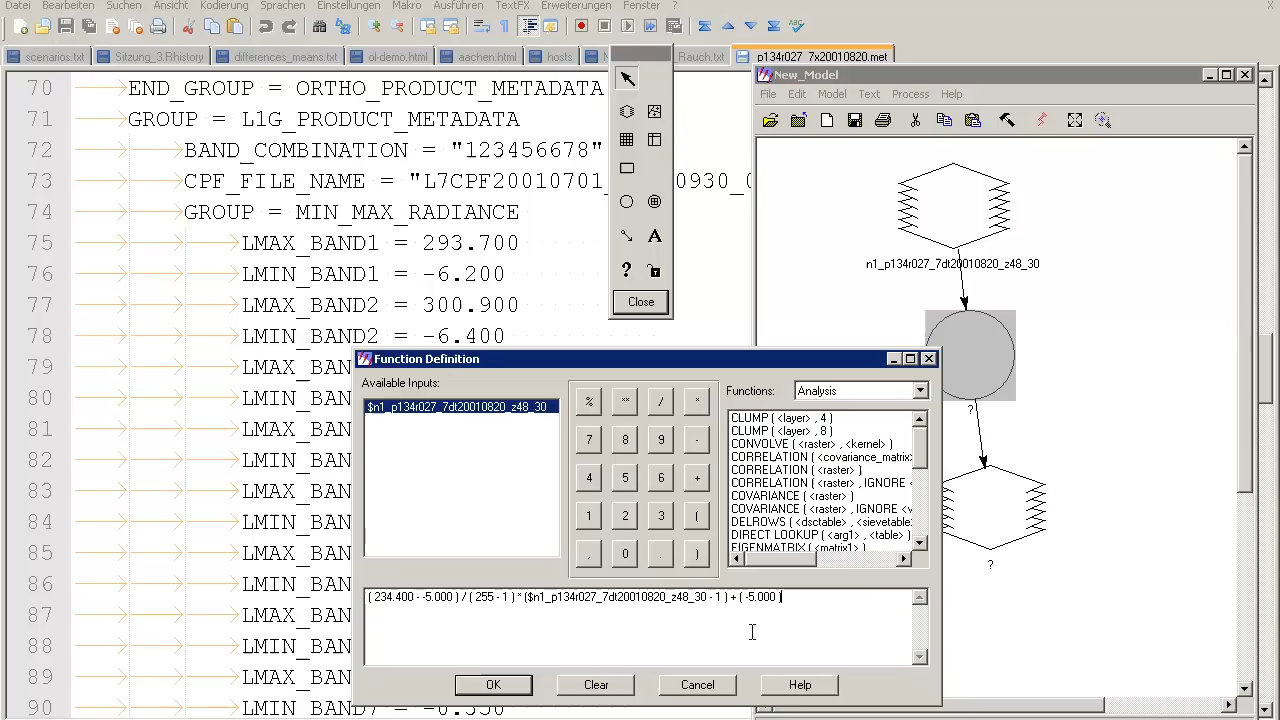 Datei Bearbeiten Suchen Ansicht Kodierung Sprachen Einstellungen Makro Ausführen TextFX Erweiterungen Fenster ? X
scenarios.txt Sitzung_3.Rhistory differences_means.txt ol-demo.html aachen.html hosts Rauch.txt p134r027_7x20010820.met
70 END_GROUP = ORTHO_PRODUCT_METADATA
71 GROUP = L1G_PRODUCT_METADATA
72 BAND_COMBINATION = "123456678"
73 CPF_FILE_NAME = "L7CPF20010701_ 0930_0
74 GROUP = MIN_MAX_RADIANCE
75 LMAX_BAND1 = 293.700
76 LMIN_BAND1 = -6.200
77 LMAX_BAND2 = 300.900
78 LMIN_BAND2 = -6.400
79 LMAX_BAN
80 LMIN_BAN
81 LMAX_BAN
82 LMIN_BAN
83 LMAX_BAN
84 LMIN_BAN
85 LMAX_BAN
86 LMIN_BAN
87 LMAX_BAN
88 LMIN_BAN
89 LMAX_BAN
90 LMIN_BAND7 = -0.350
A
?
Close
New_Model
File Edit Model Text Process Help
n1_p134r027_7dt20010820_z48_30
?
?
Function Definition
Available Inputs:
$n1_p134r027_7dt20010820_z48_30
% ** / *
7 8 9 -
4 5 6 +
1 2 3 (
, 0 . )
Functions: Analysis
CLUMP ( <layer> , 4 )
CLUMP ( <layer> , 8 )
CONVOLVE ( <raster> , <kernel> )
CORRELATION ( <covariance_matrix>
CORRELATION ( <raster> )
CORRELATION ( <raster> , IGNORE <
COVARIANCE ( <raster> )
COVARIANCE ( <raster> , IGNORE <v
DELROWS ( <dsctable> , <sievetable>
DIRECT LOOKUP ( <arg1> , <table> )
EIGENMATRIX ( <matrix1> )
( 234.400 - -5.000 ) / ( 255 - 1 ) * ($n1_p134r027_7dt20010820_z48_30 - 1 ) + ( -5.000 )
OK Clear Cancel Help